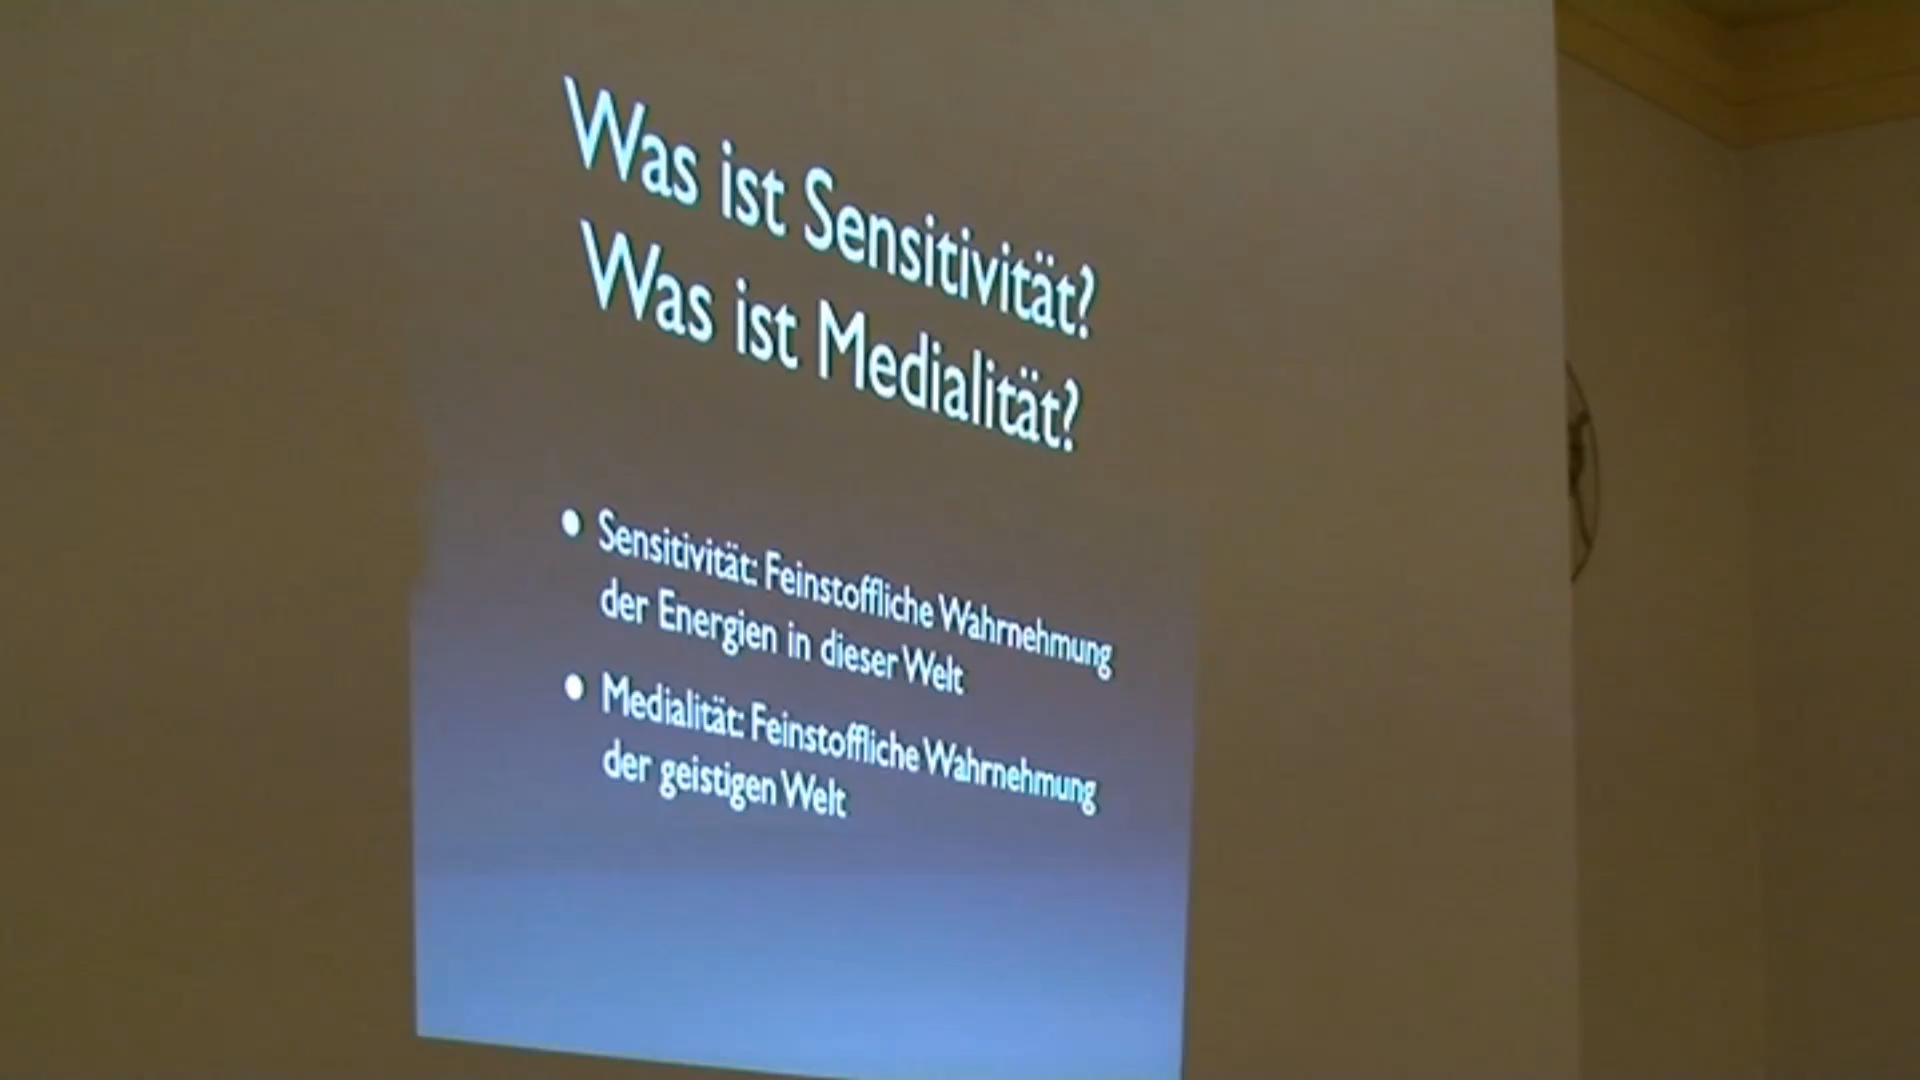 Was ist Sensitivität?
Was ist Medialität?
• Sensitivität: Feinstoffliche Wahrnehmung
der Energien in dieser Welt
• Medialität: Feinstoffliche Wahrnehmung
der geistigen Welt